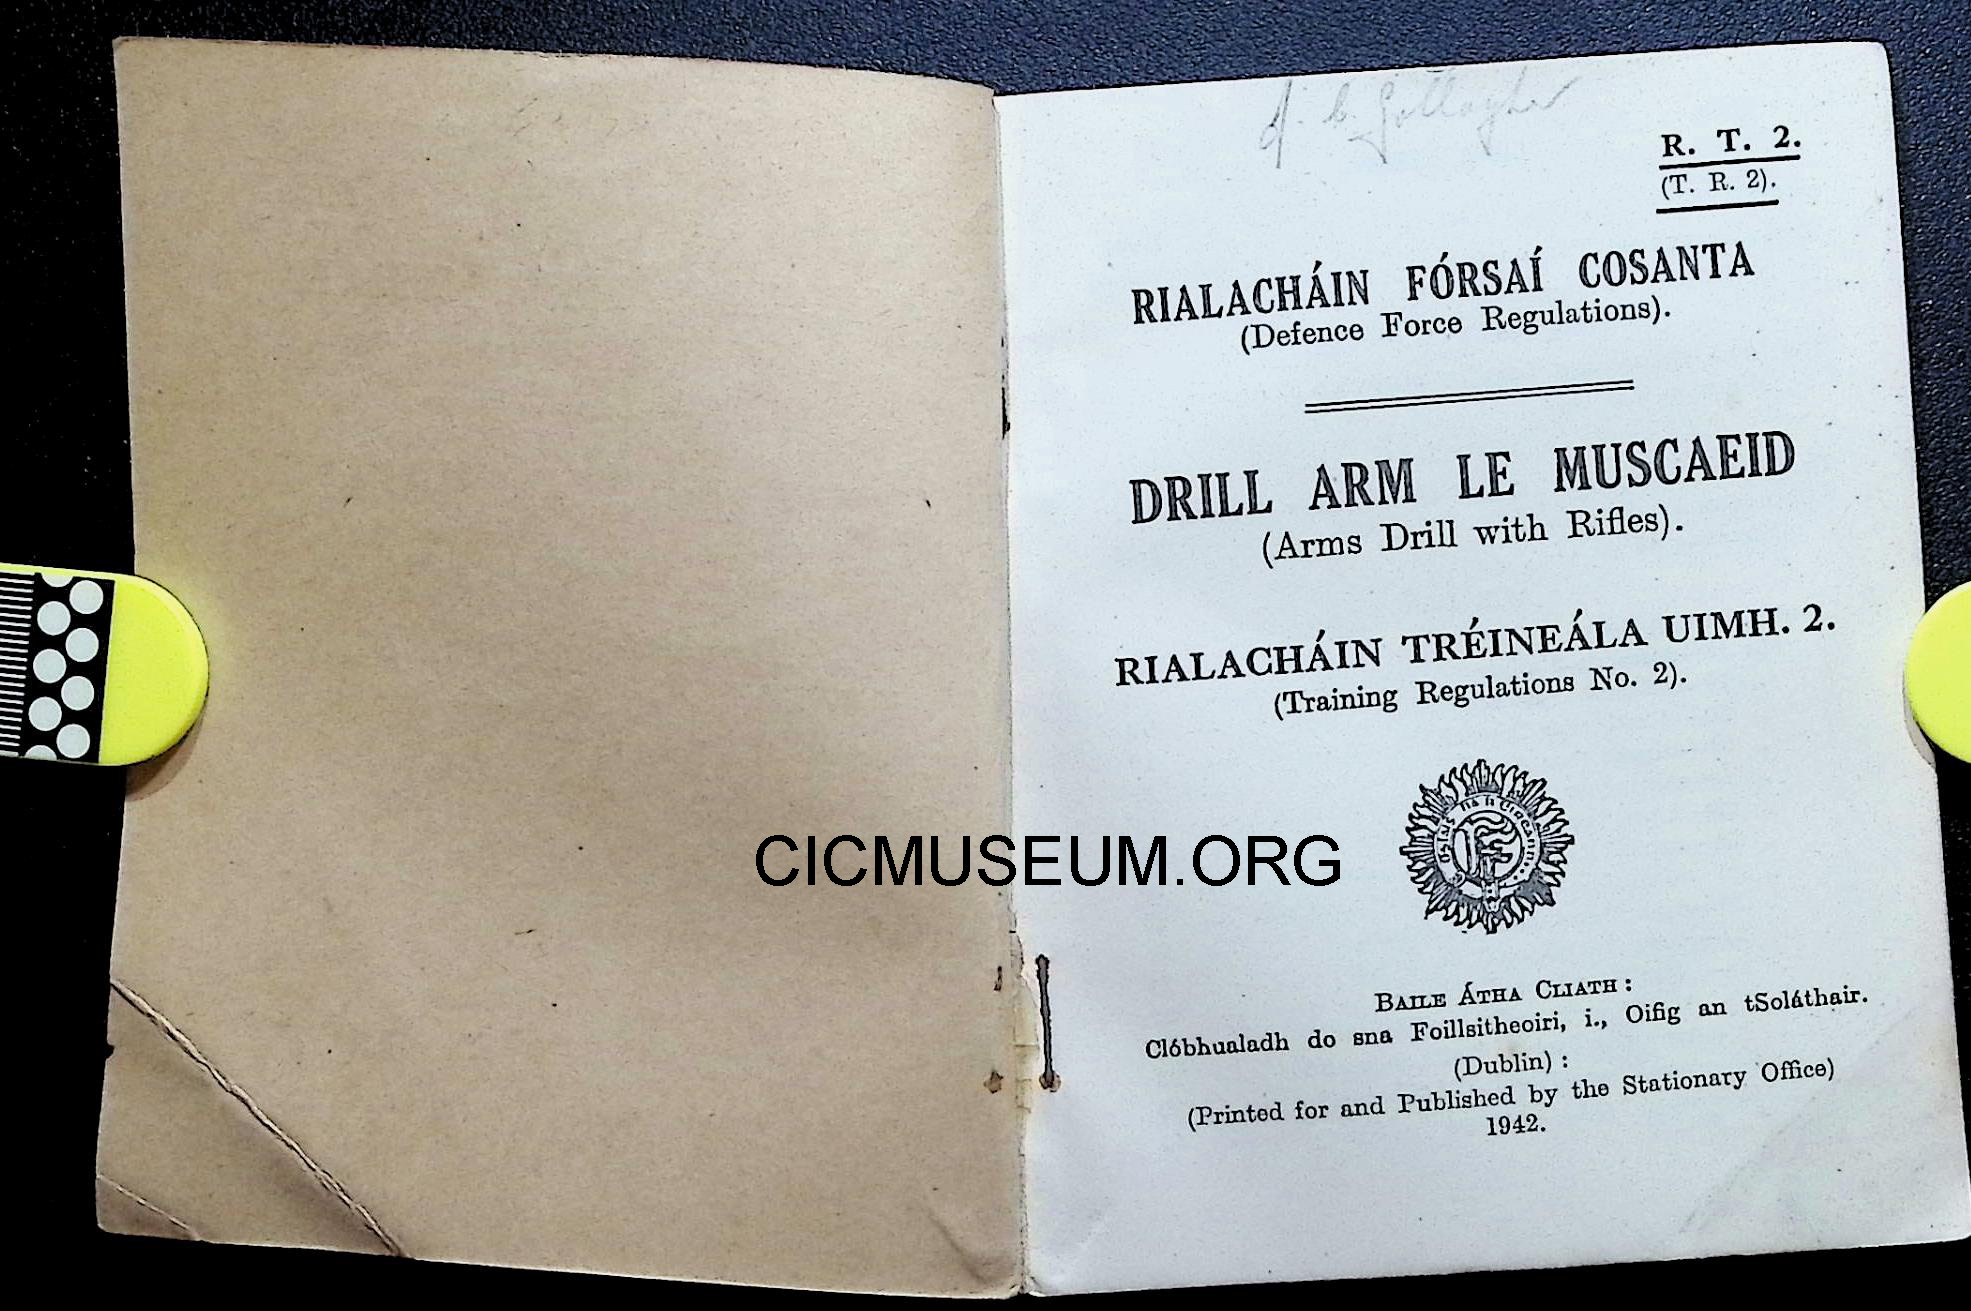 Gallagher
R. T. 2.
(T. R. 2).
RIALACHÁIN FÓRSAÍ COSANTA
(Defence Force Regulations).
DRILL ARM LE MUSCAEID
(Arms Drill with Rifles).
RIALACHÁIN TRÉINEÁLA UIMH. 2.
(Training Regulations No. 2).
CICMUSEUM.ORG
BAILE ÁTHA CLIATH:
Clóbhualadh do sna Foillsitheoiri, i., Oifig an tSoláthair.
(Dublin):
(Printed for and Published by the Stationary Office)
1942.